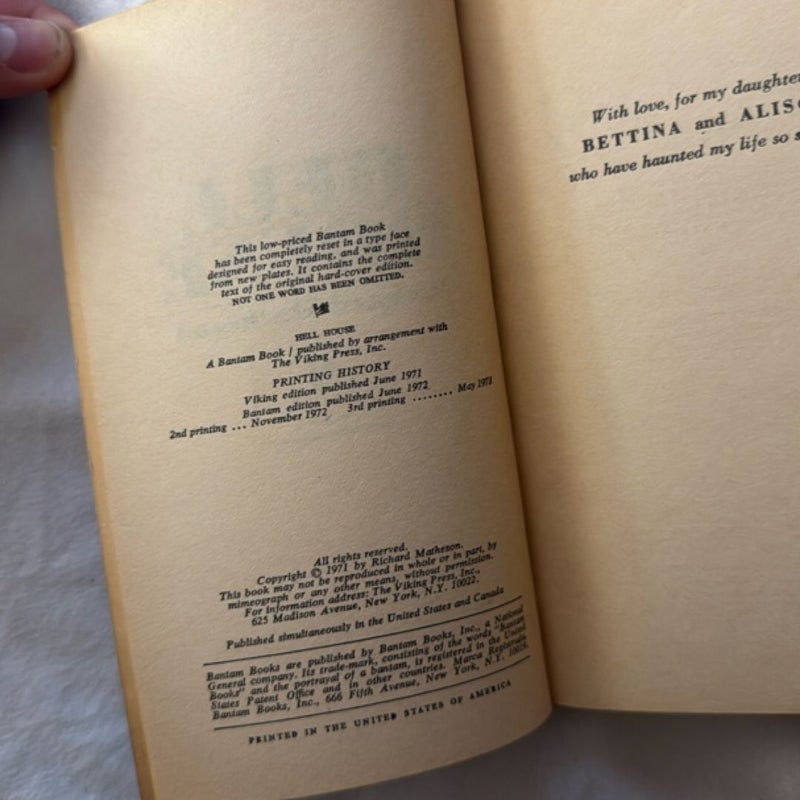 This low-priced Bantam Book
has been completely reset in a type face
designed for easy reading, and was printed
from new plates. It contains the complete
text of the original hard-cover edition.
NOT ONE WORD HAS BEEN OMITTED.
HELL HOUSE
A Bantam Book / published by arrangement with
The Viking Press, Inc.
PRINTING HISTORY
Viking edition published June 1971
Bantam edition published June 1972
2nd printing ... November 1972 3rd printing ........ May 1973
All rights reserved.
Copyright © 1971 by Richard Matheson.
This book may not be reproduced in whole or in part, by
mimeograph or any other means, without permission.
For information address: The Viking Press, Inc.,
625 Madison Avenue, New York, N.Y. 10022.
Published simultaneously in the United States and Canada
Bantam Books are published by Bantam Books, Inc., a National
General company. Its trade-mark, consisting of the words "Bantam
Books" and the portrayal of a bantam, is registered in the United
States Patent Office and in other countries. Marca Registrada.
Bantam Books, Inc., 666 Fifth Avenue, New York, N.Y. 10019.
PRINTED IN THE UNITED STATES OF AMERICA
With love, for my daughter
BETTINA and ALISO
who have haunted my life so s